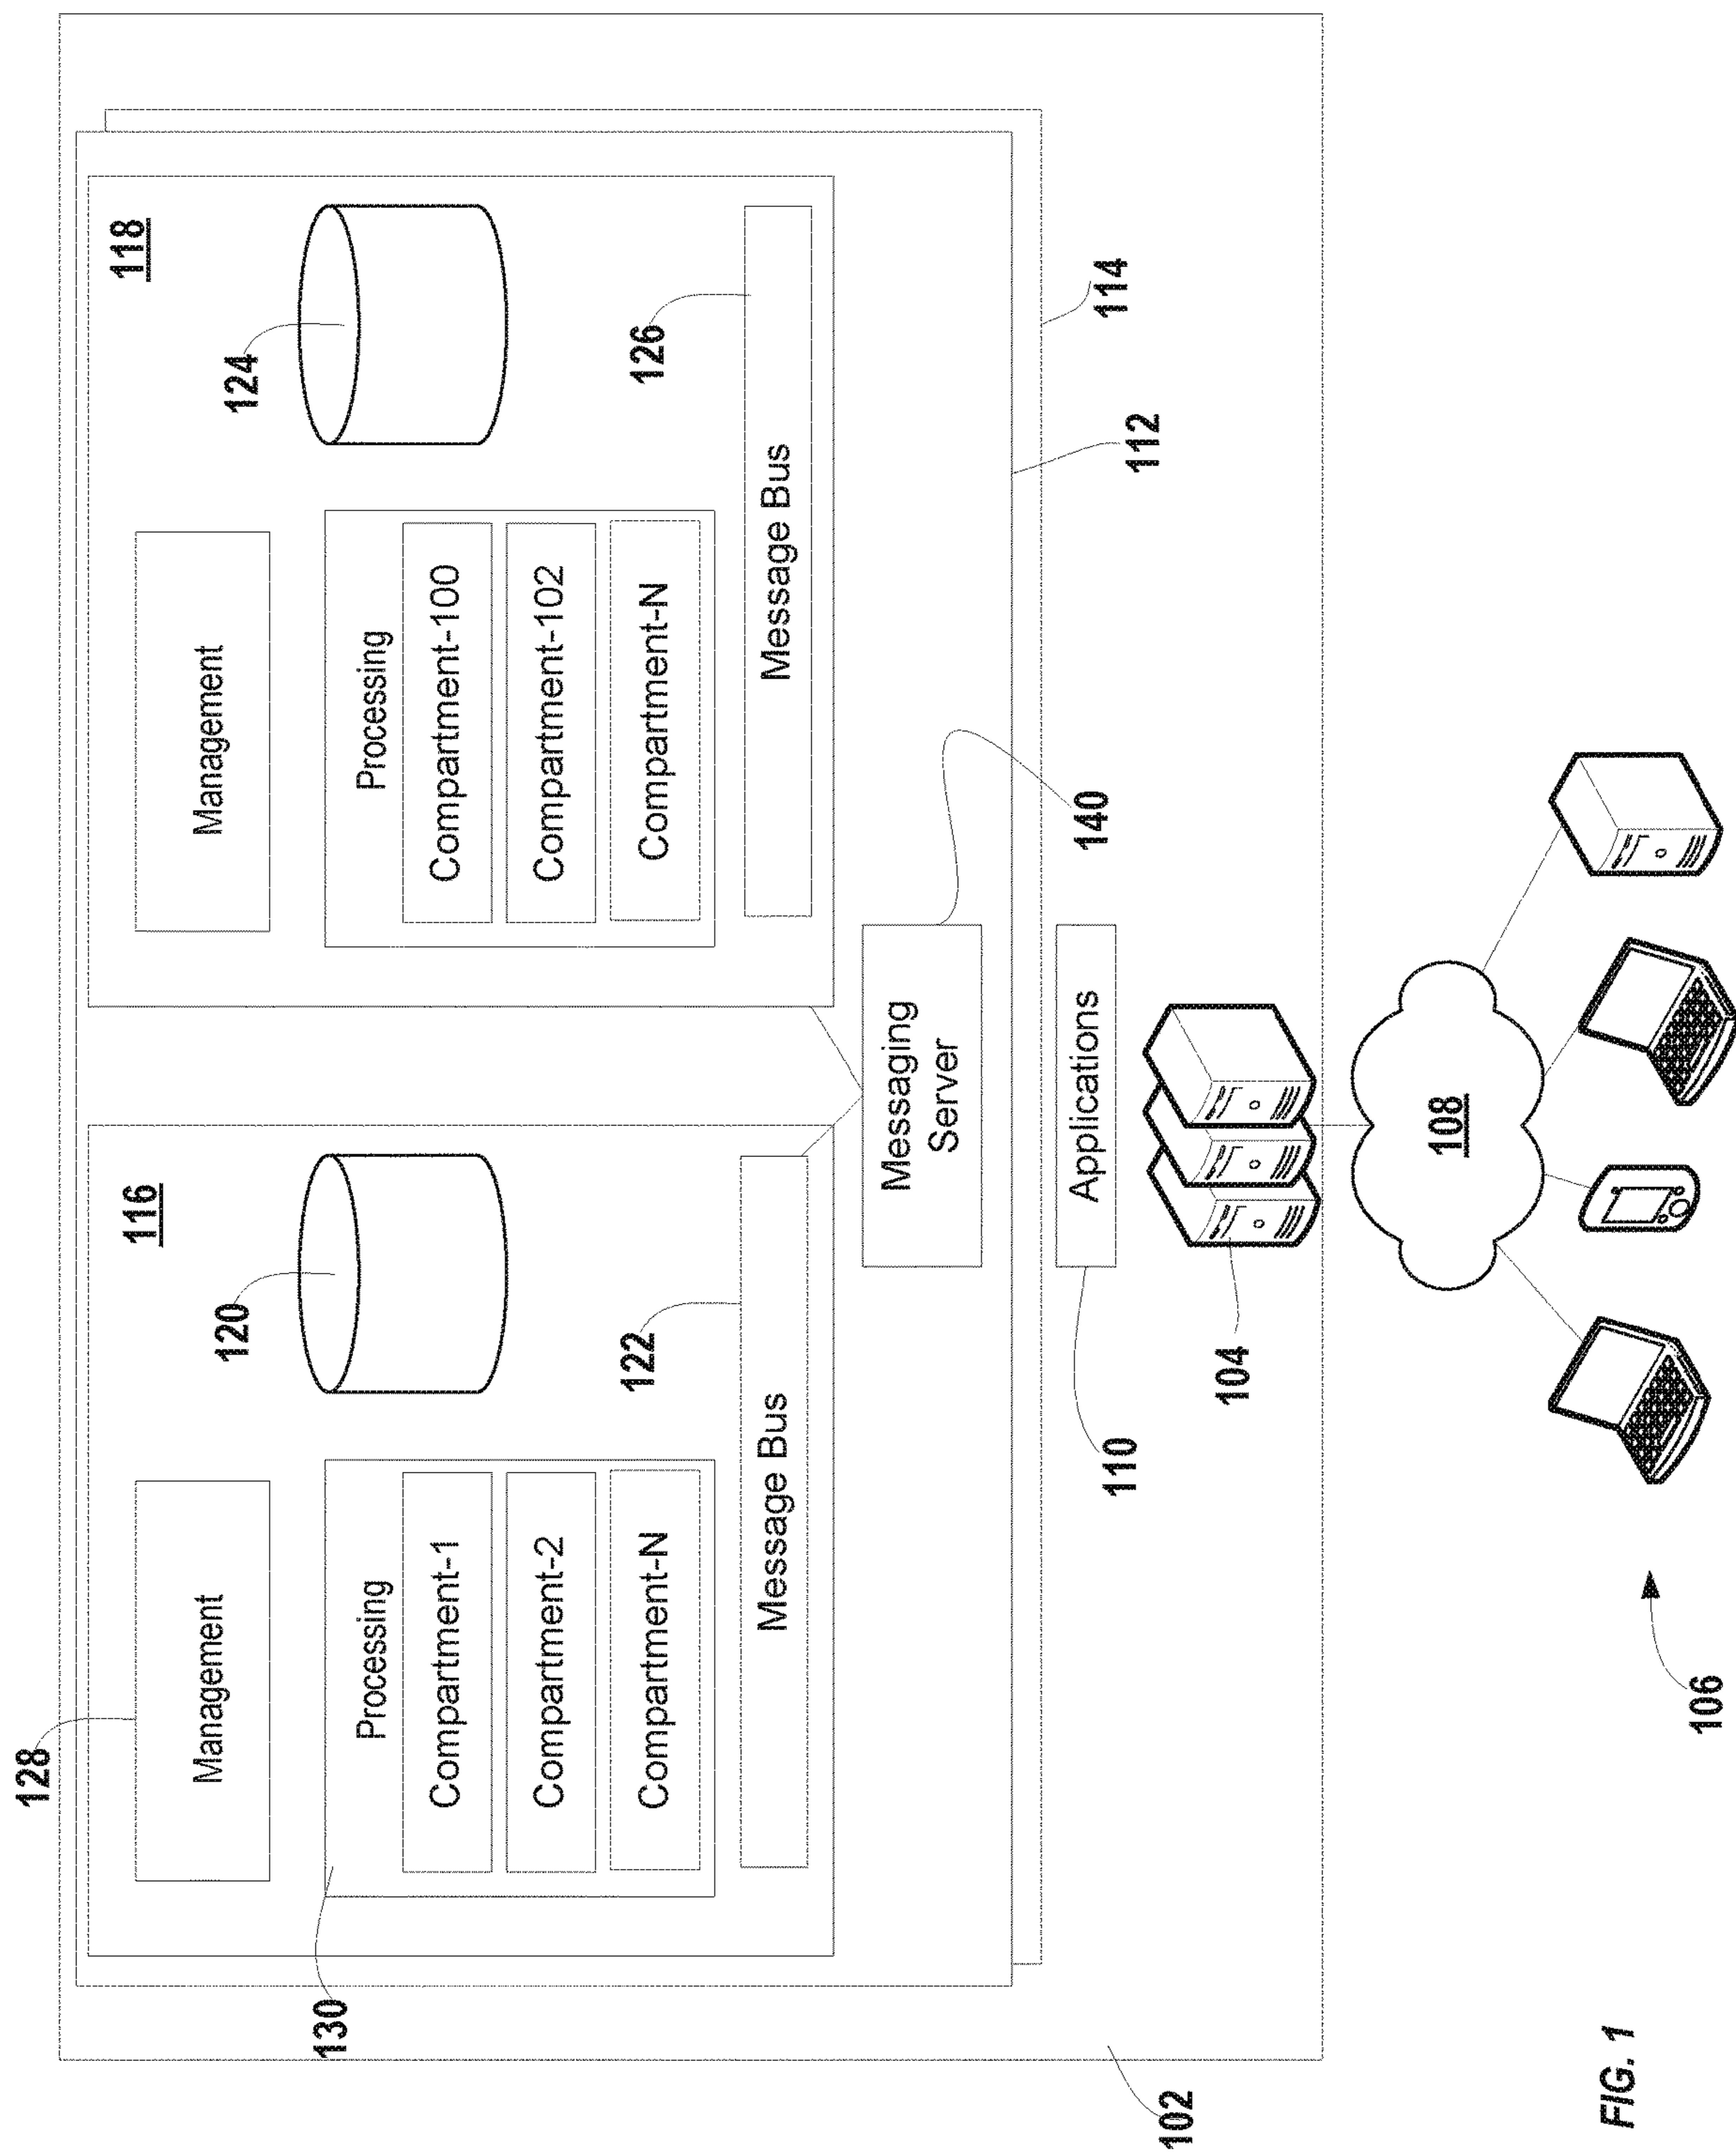 128
116
118
120
124
Management
Management
130
Processing
Processing
Compartment-1
Compartment-100
Compartment-2
Compartment-102
Compartment-N
Compartment-N
122
126
Message Bus
Message Bus
Messaging
Server
140
112
114
110
Applications
102
104
108
106
FIG. 1